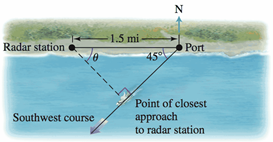 N
1.5 mi
Radar station
θ
45°
Port
Point of closest
approach
to radar station
Southwest course